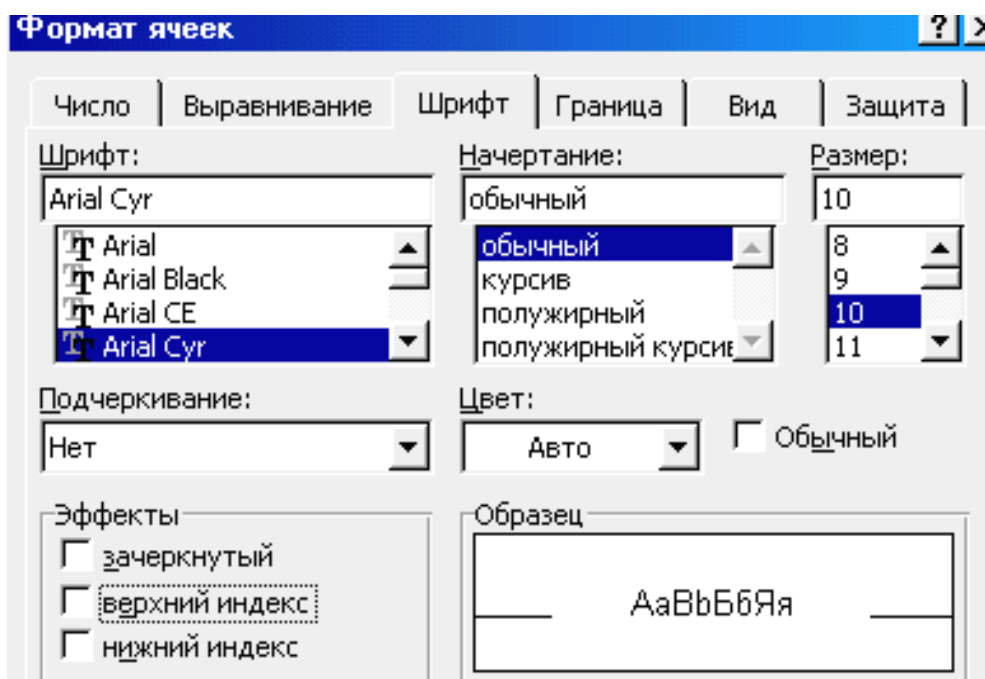 Формат ячеек
Число Выравнивание Шрифт Граница Вид Защита
Шрифт: Начертание: Размер:
Arial Cyr обычный 10
Arial обычный 8
Arial Black курсив 9
Arial CE полужирный 10
Arial Cyr полужирный курсив 11
Подчеркивание: Цвет:
Нет Авто Обычный
Эффекты Образец
зачеркнутый
верхний индекс АаBbБбЯя
нижний индекс